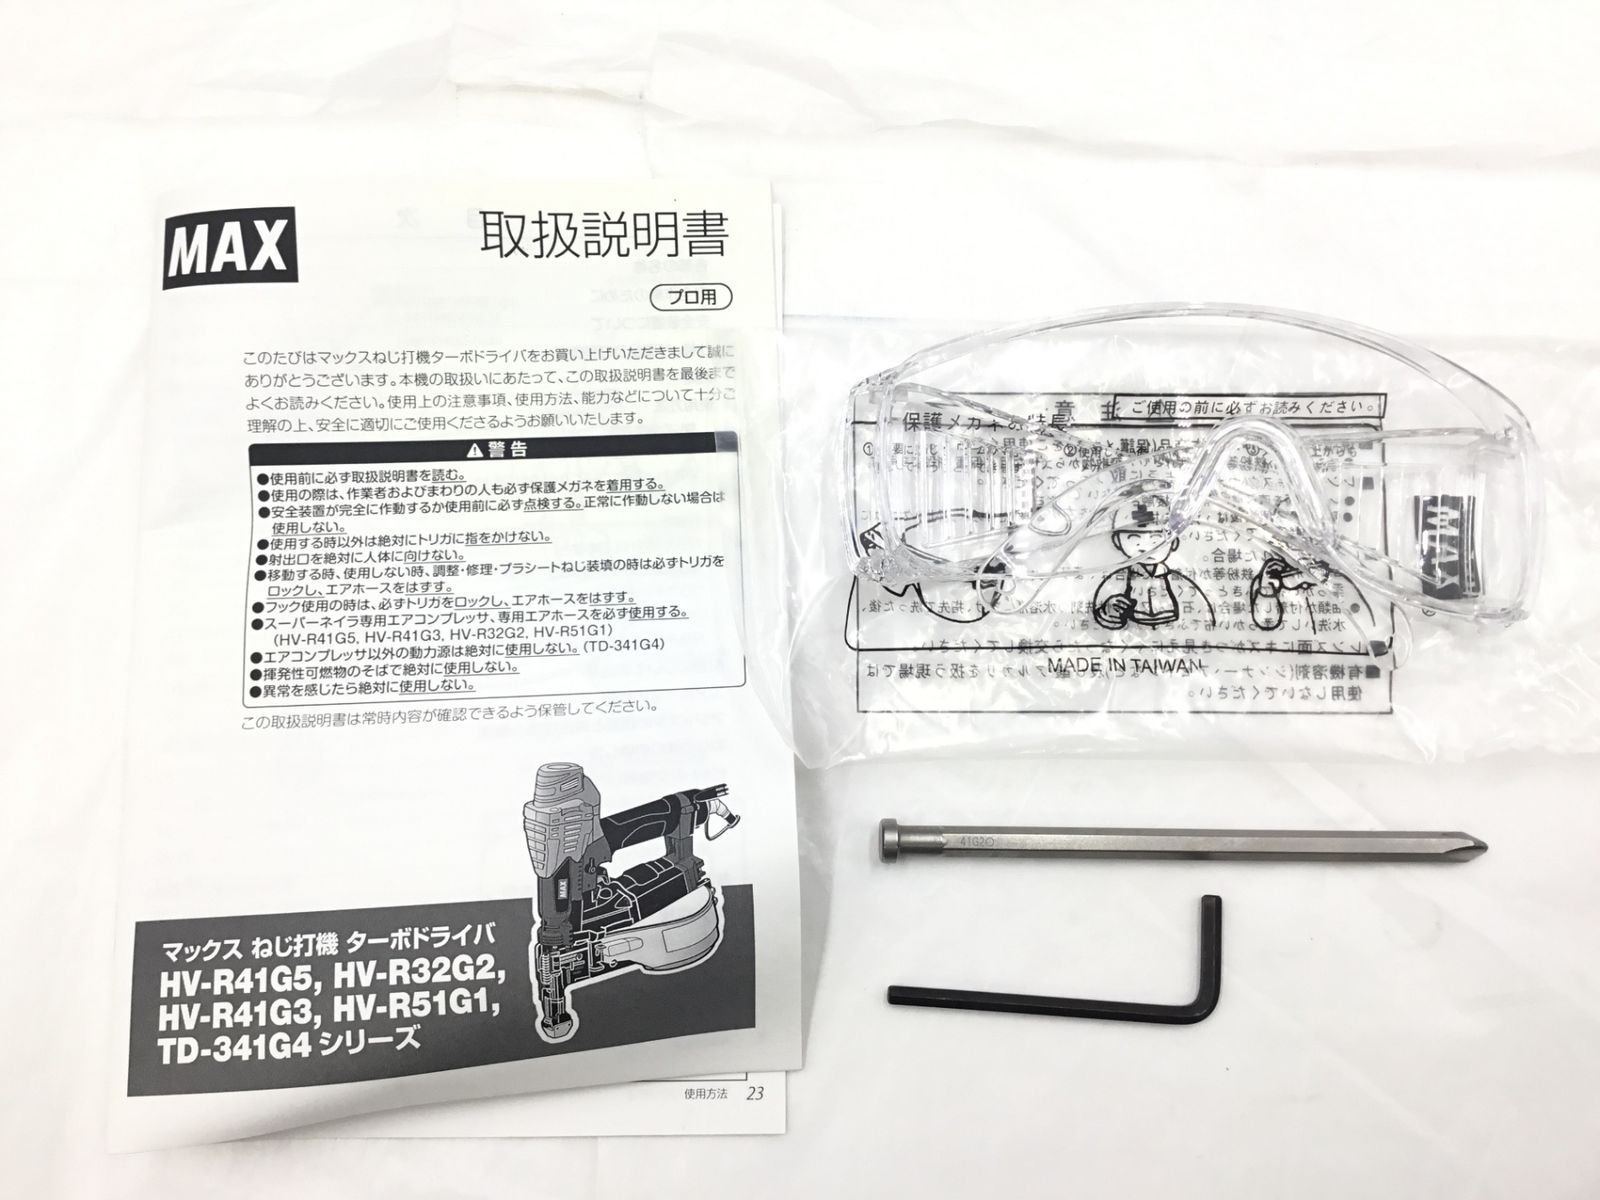 MAX
取扱説明書
プロ用
このたびはマックスねじ打機ターボドライバをお買い上げいただきまして誠に
ありがとうございます。本機の取扱いにあたって、この取扱説明書を最後まで
よくお読みください。使用上の注意事項、使用方法、能力などについて十分ご
理解の上、安全に適切にご使用くださるようお願いいたします。
警告
●使用前に必ず取扱説明書を読む。
●使用の際は、作業者およびまわりの人も必ず保護メガネを着用する。
●安全装置が完全に作動するか使用前に必ず点検する。正常に作動しない場合は
使用しない。
●使用する時以外は絶対にトリガに指をかけない。
●射出口を絶対に人体に向けない。
●移動する時、使用しない時、調整・修理・プラシートねじ装填の時は必ずトリガを
ロックし、エアホースをはずす。
●フック使用の時は、必ずトリガをロックし、エアホースをはずす。
●スーパーネイラ専用エアコンプレッサ、専用エアホースを必ず使用する。
(HV-R41G5, HV-R41G3, HV-R32G2, HV-R51G1)
●エアコンプレッサ以外の動力源は絶対に使用しない。(TD-341G4)
●揮発性可燃物のそばで絶対に使用しない。
●異常を感じたら絶対に使用しない。
この取扱説明書は常時内容が確認できるよう保管してください。
MAX
マックス ねじ打機 ターボドライバ
HV-R41G5, HV-R32G2,
HV-R41G3, HV-R51G1,
TD-341G4 シリーズ
使用方法 23
ご使用の前に必ずお読みください。
保護メガネの特長
MAX
MADE IN TAIWAN
41G2